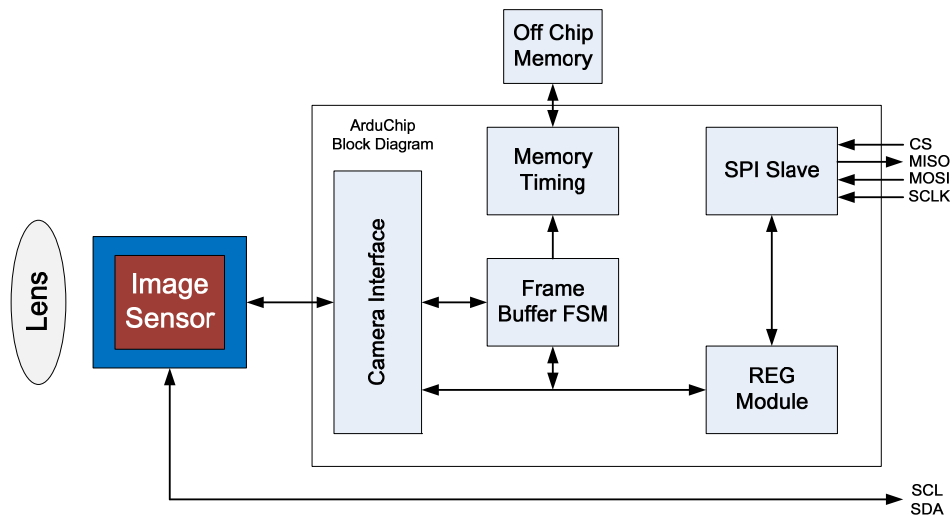 Off Chip
Memory
ArduChip
Block Diagram
Memory
Timing
SPI Slave
CS
MISO
MOSI
SCLK
Lens
Image
Sensor
Camera Interface
Frame
Buffer FSM
REG
Module
SCL
SDA